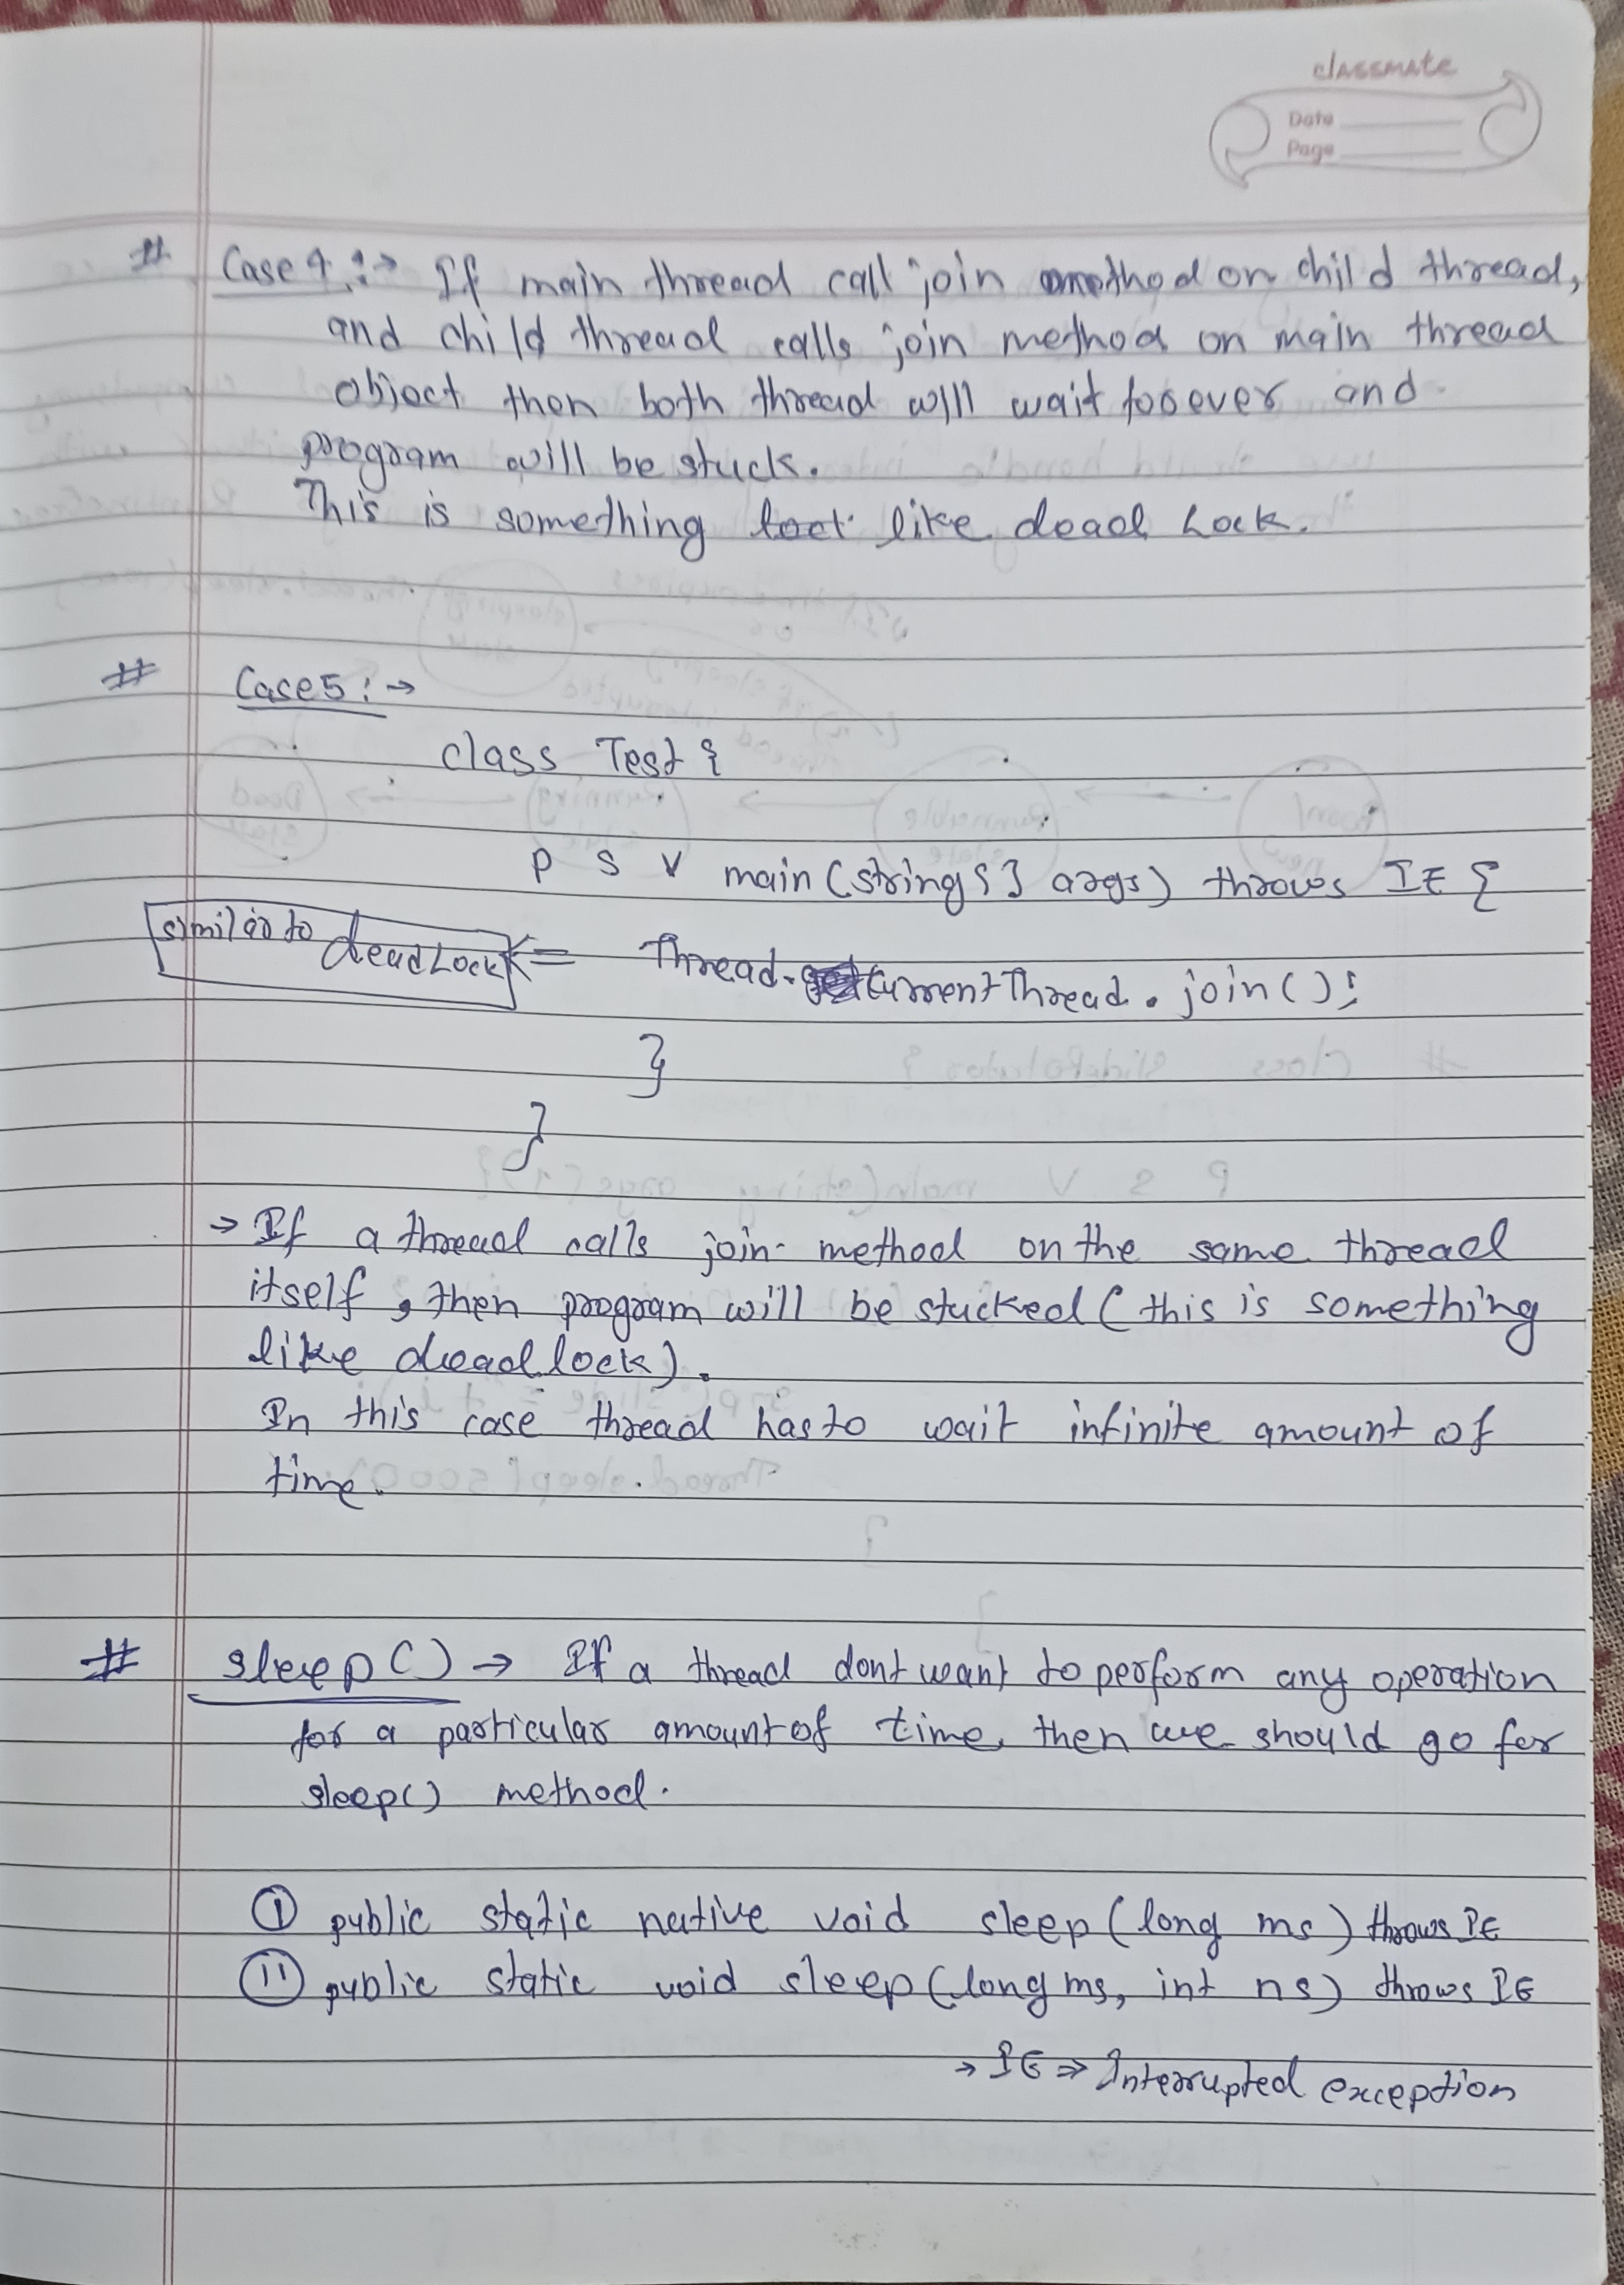 classmate
Date
Page
# Case 4 :→ If main thread call join method on child thread,
and child thread calls join method on main thread
object then both thread will wait forever and
program will be stuck.
This is something like dead Lock.
# Case 5 :→
class Test {
P S V main (string [ ] args) throws IE {
similar to deadLock <= Thread.currentThread.join();
}
}
→ If a thread calls join method on the same thread
itself, then program will be stucked ( this is something
like deadlock).
In this case thread has to wait infinite amount of
time.
# sleep() → If a thread dont want to perform any operation
for a particular amount of time, then we should go for
sleep() method.
(I) public static native void sleep (long ms) throws IE
(II) public static void sleep (long ms, int ns) throws IE
→ IE ⇒ Interrupted exception